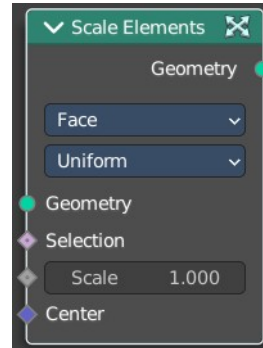 Scale Elements
Geometry
Face
Uniform
Geometry
Selection
Scale 1.000
Center